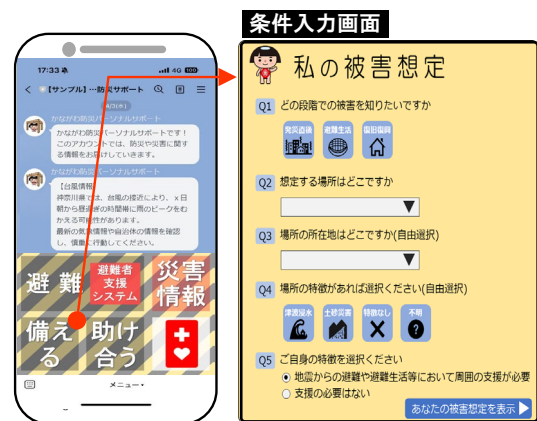 条件入力画面
17:33
4G
100
【サンプル】…防災サポート
4/3(水)
かながわ防災パーソナルサポート
かながわ防災パーソナルサポートです！
このアカウントでは、防災や災害に関す
る情報をお届けしていきます。
かながわ防災パーソナルサポート
【台風情報】
神奈川県では、台風の接近により、×日
朝から昼過ぎの時間帯に雨のピークをむ
かえる可能性があります。
最新の気象情報や自治体の情報を確認
し、慎重に行動してください。
避難
避難者
支援
システム
災害
情報
備え
る
助け
合う
メニュー
私の被害想定
Q1 どの段階での被害を知りたいですか
発災直後 避難生活 復旧復興
Q2 想定する場所はどこですか
Q3 場所の所在地はどこですか(自由選択)
Q4 場所の特徴があれば選択ください(自由選択)
津波浸水 土砂災害 特徴なし 不明
Q5 ご自身の特徴を選択ください
地震からの避難や避難生活等において周囲の支援が必要
支援の必要はない
あなたの被害想定を表示